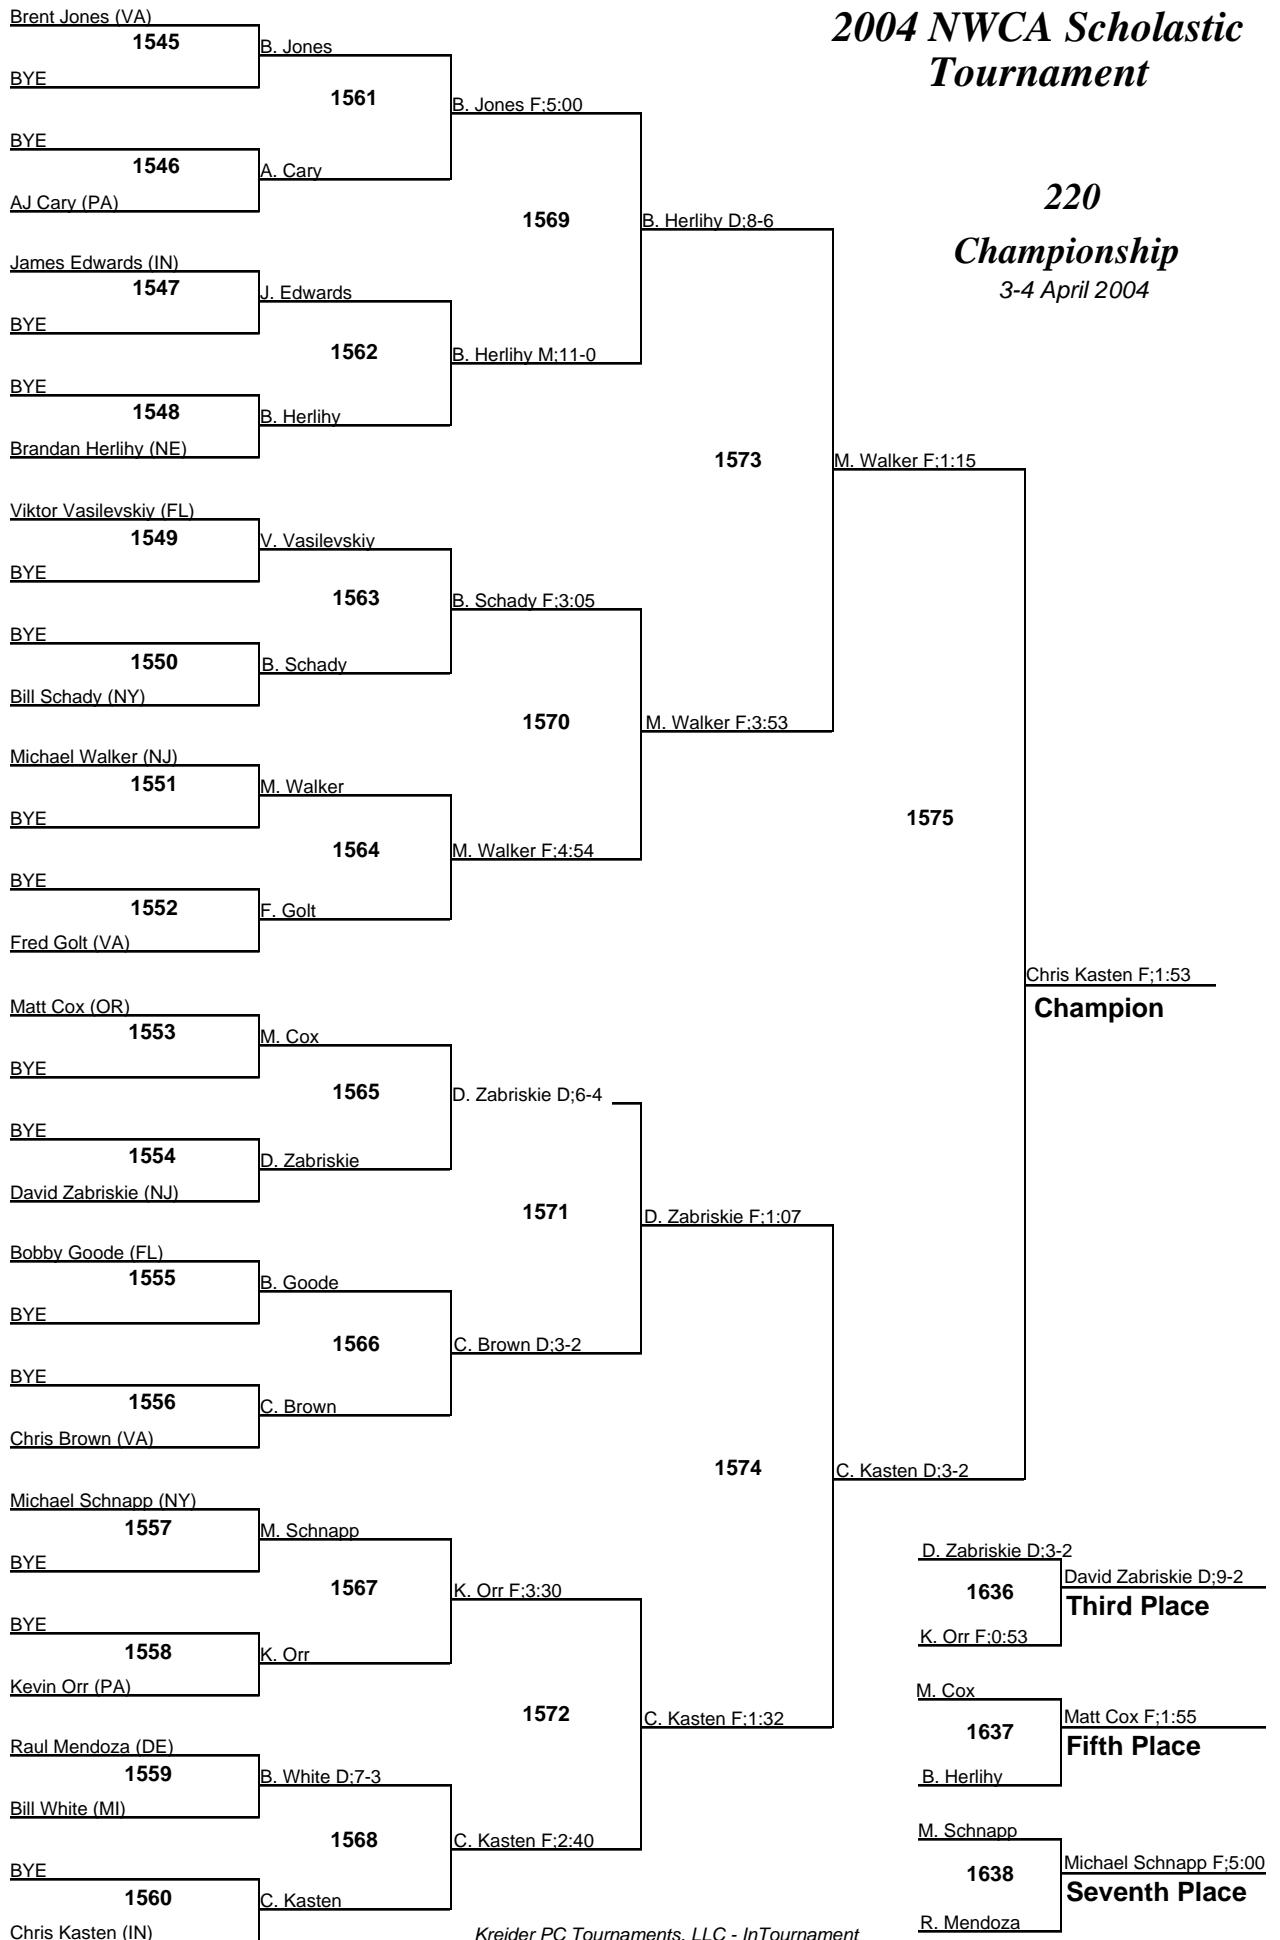 2004 NWCA Scholastic
Tournament
220
Championship
3-4 April 2004
Brent Jones (VA)
1545
BYE
BYE
1546
AJ Cary (PA)
James Edwards (IN)
1547
BYE
BYE
1548
Brandan Herlihy (NE)
Viktor Vasilevskiy (FL)
1549
BYE
BYE
1550
Bill Schady (NY)
Michael Walker (NJ)
1551
BYE
BYE
1552
Fred Golt (VA)
Matt Cox (OR)
1553
BYE
BYE
1554
David Zabriskie (NJ)
Bobby Goode (FL)
1555
BYE
BYE
1556
Chris Brown (VA)
Michael Schnapp (NY)
1557
BYE
BYE
1558
Kevin Orr (PA)
Raul Mendoza (DE)
1559
Bill White (MI)
BYE
1560
Chris Kasten (IN)
B. Jones
1561
A. Cary
J. Edwards
1562
B. Herlihy
V. Vasilevskiy
1563
B. Schady
M. Walker
1564
F. Golt
M. Cox
1565
D. Zabriskie
B. Goode
1566
C. Brown
M. Schnapp
1567
K. Orr
B. White D;7-3
1568
C. Kasten
B. Jones F;5:00
1569
B. Herlihy M;11-0
B. Schady F;3:05
1570
M. Walker F;4:54
D. Zabriskie D;6-4
1571
C. Brown D;3-2
K. Orr F;3:30
1572
C. Kasten F;2:40
B. Herlihy D;8-6
1573
M. Walker F;3:53
D. Zabriskie F;1:07
1574
C. Kasten F;1:32
M. Walker F;1:15
1575
C. Kasten D;3-2
Chris Kasten F;1:53
Champion
D. Zabriskie D;3-2
1636
K. Orr F;0:53
David Zabriskie D;9-2
Third Place
M. Cox
1637
B. Herlihy
Matt Cox F;1:55
Fifth Place
M. Schnapp
1638
R. Mendoza
Michael Schnapp F;5:00
Seventh Place
Kreider PC Tournaments, LLC - InTournament